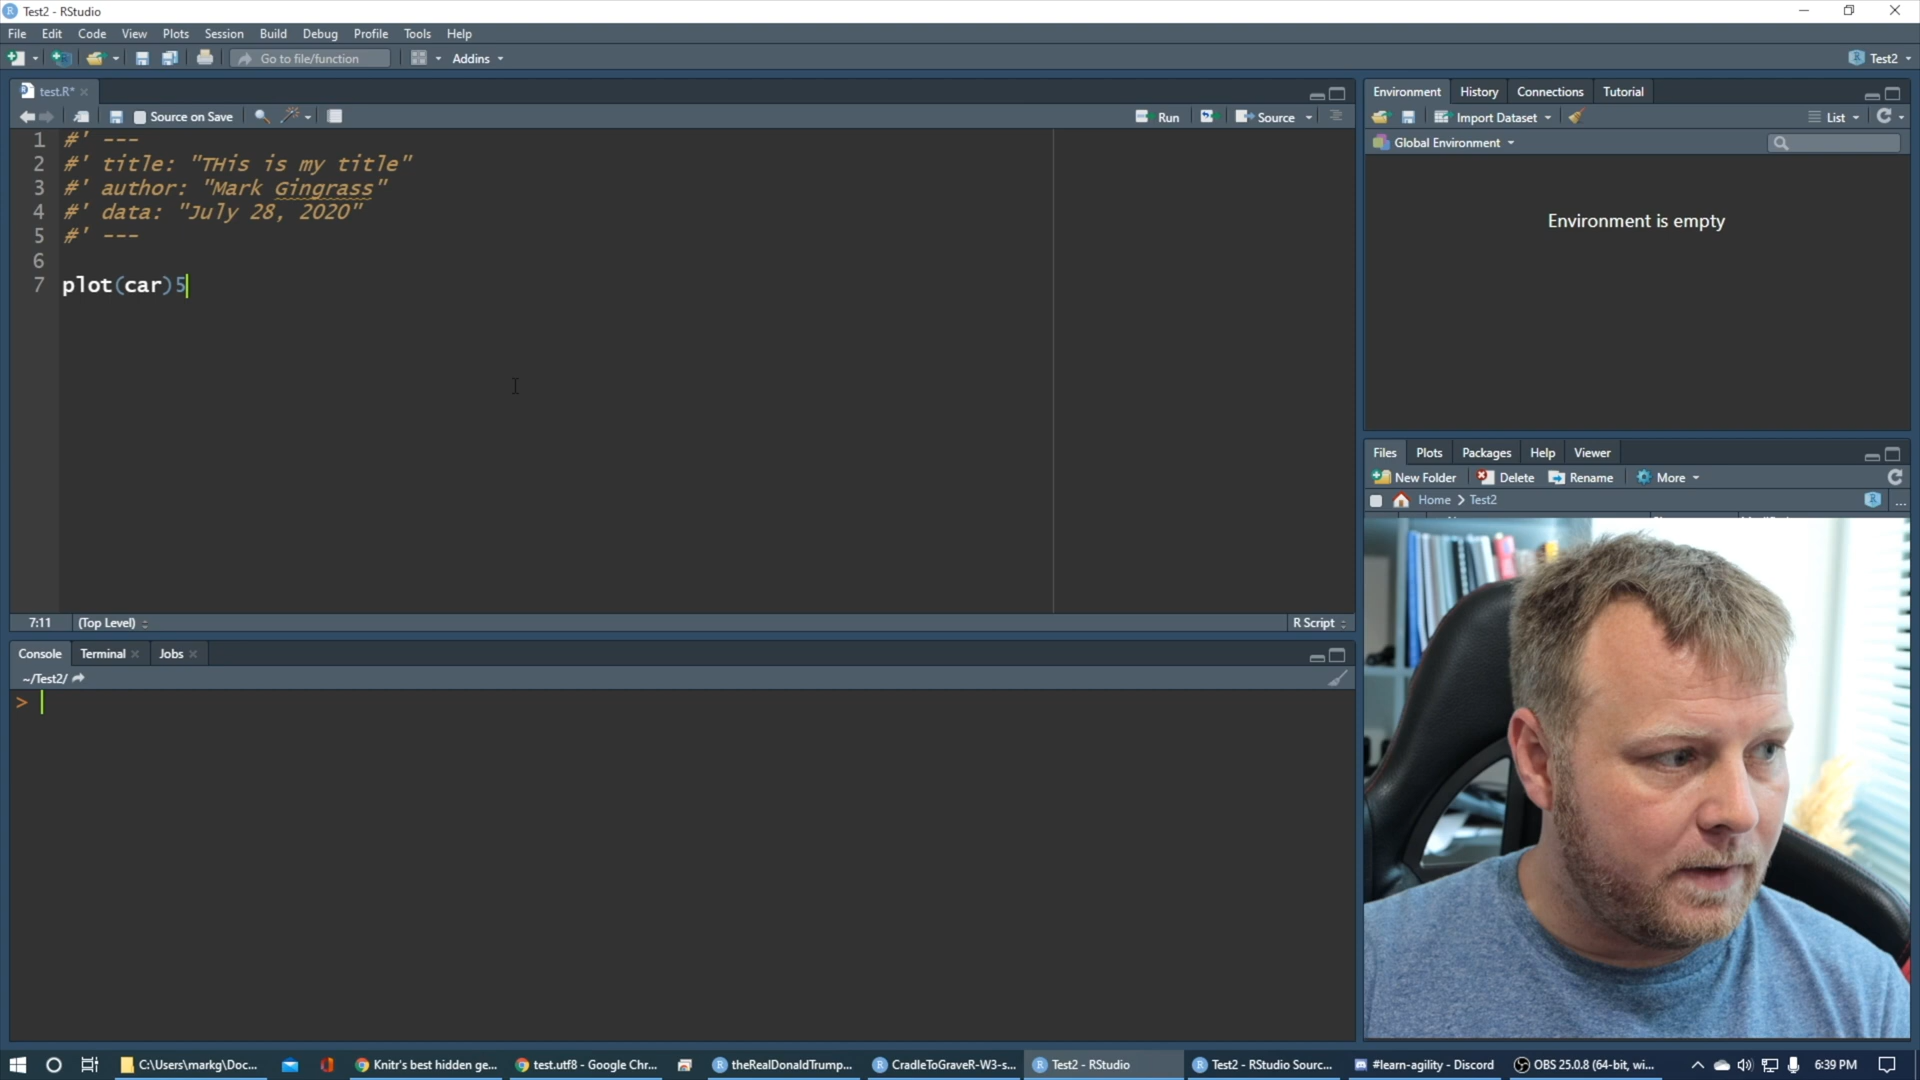 Test2 - RStudio
File Edit Code View Plots Session Build Debug Profile Tools Help
Go to file/function Addins Test2
test.R*
Source on Save Run Source
1 #' ---
2 #' title: "THis is my title"
3 #' author: "Mark Gingrass"
4 #' data: "July 28, 2020"
5 #' ---
6
7 plot(car)5
7:11 (Top Level) R Script
Console Terminal Jobs
~/Test2/
>
Environment History Connections Tutorial
Import Dataset List
Global Environment
Environment is empty
Files Plots Packages Help Viewer
New Folder Delete Rename More
Home > Test2 ...
C:\Users\markg\Doc... Knitr's best hidden ge... test.utf8 - Google Chr... theRealDonaldTrump... CradleToGraveR-W3-s... Test2 - RStudio Test2 - RStudio Sourc... #learn-agility - Discord OBS 25.0.8 (64-bit, wi... 6:39 PM